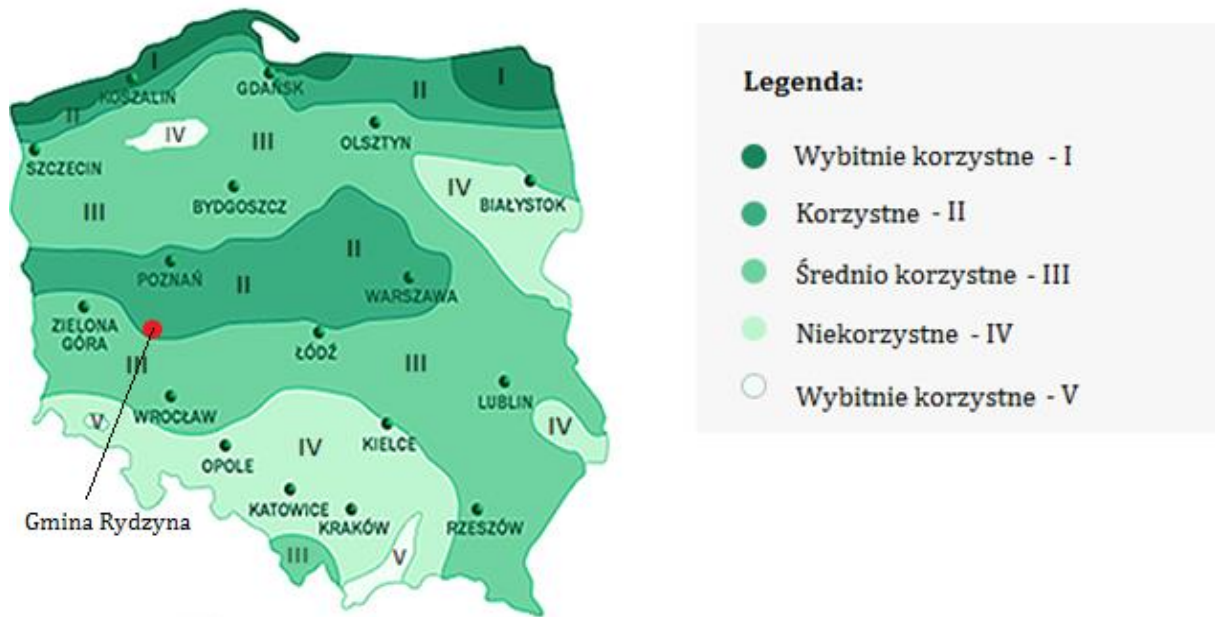 I
KOSZALIN
II
GDAŃSK
II
I
IV
III
OLSZTYN
SZCZECIN
IV
BIAŁYSTOK
III
BYDGOSZCZ
II
POZNAŃ
II
WARSZAWA
ZIELONA
GÓRA
ŁÓDŹ
III
III
LUBLIN
WROCŁAW
V
IV
KIELCE
IV
OPOLE
KATOWICE
KRAKÓW
RZESZÓW
Gmina Rydzyna
III
V
Legenda:
Wybitnie korzystne - I
Korzystne - II
Średnio korzystne - III
Niekorzystne - IV
Wybitnie korzystne - V